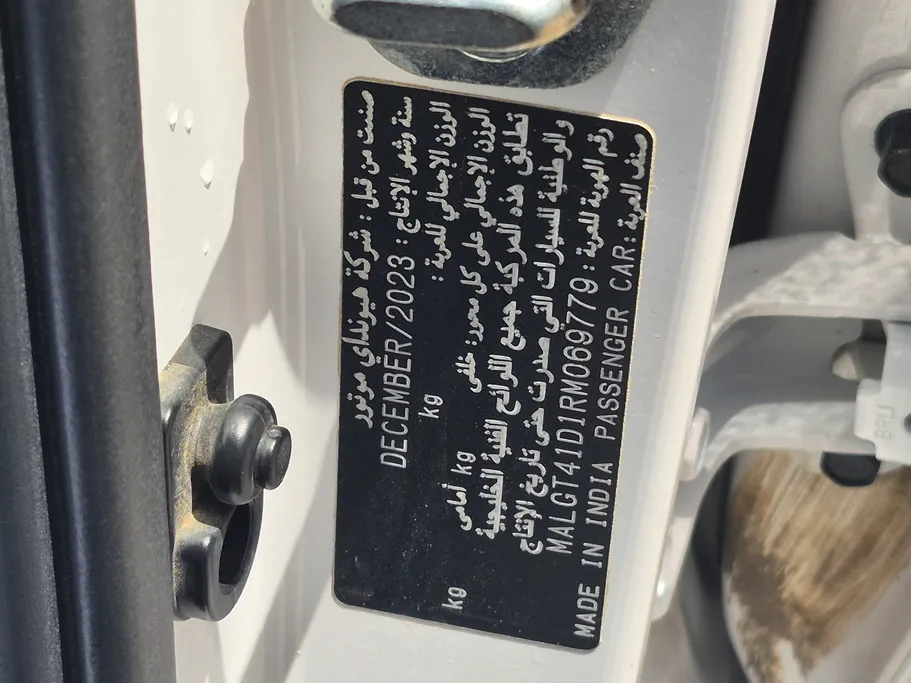 صنعت من قبل : شركة هيونداي موتور
سنة وشهر الإنتاج : DECEMBER/2023
الوزن الإجمالي للعربة : kg
الوزن الإجمالي على كل محور: خلفي kg أمامي kg
تطابق هذه المركبة جميع اللوائح الفنية الخليجية
والوطنية للسيارات التي صدرت حتى تاريخ الإنتاج
رقم الهوية للعربة : MALGT41D1RM069779
صنف العربة: MADE IN INDIA PASSENGER CAR
BRLI